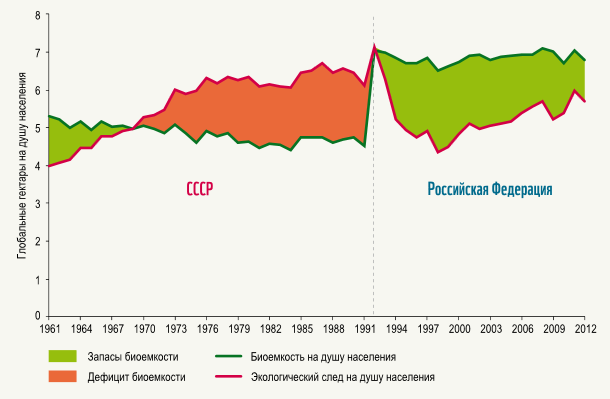 8
7
6
5
4
3
2
1
0
Глобальные гектары на душу населения
СССР
Российская Федерация
1961 1964 1967 1970 1973 1976 1979 1982 1985 1988 1991 1994 1997 2000 2003 2006 2009 2012
Запасы биоемкости
Биоемкость на душу населения
Дефицит биоемкости
Экологический след на душу населения